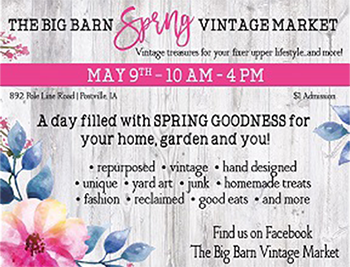 THE BIG BARN Spring VINTAGE MARKET
Vintage treasures for your fixer upper lifestyle...and more!
MAY 9TH - 10 AM - 4 PM
892 Pole Line Road | Postville, IA $1 Admission
A day filled with SPRING GOODNESS for
your home, garden and you!
• repurposed • vintage • hand designed
• unique • yard art • junk • homemade treats
• fashion • reclaimed • good eats • and more
Find us on Facebook
The Big Barn Vintage Market